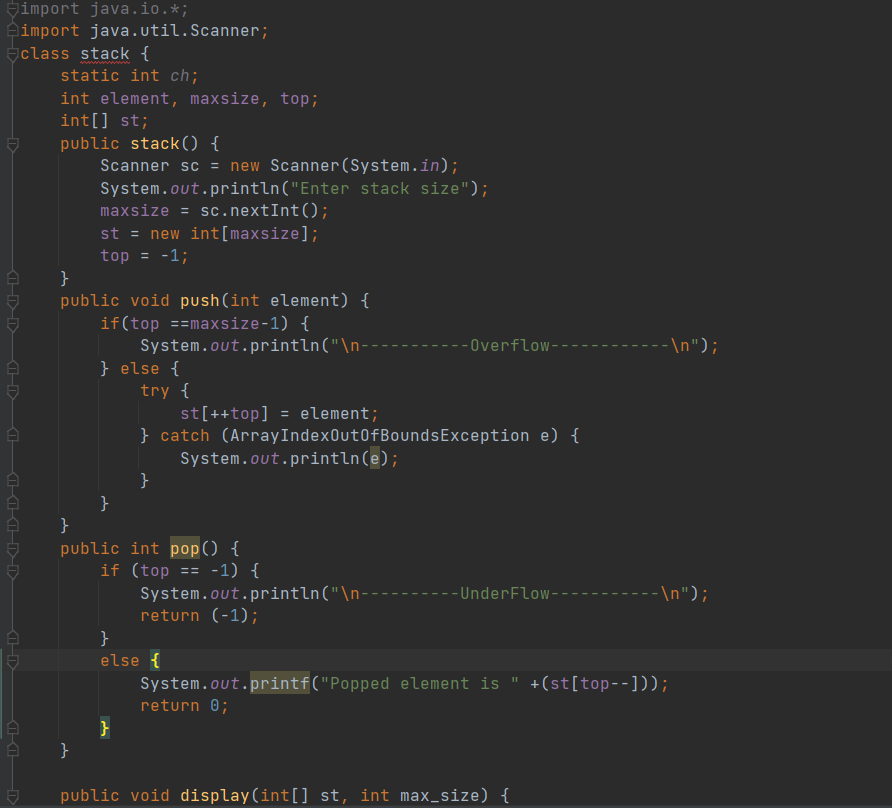 import java.io.*;
import java.util.Scanner;
class stack {
    static int ch;
    int element, maxsize, top;
    int[] st;
    public stack() {
        Scanner sc = new Scanner(System.in);
        System.out.println("Enter stack size");
        maxsize = sc.nextInt();
        st = new int[maxsize];
        top = -1;
    }
    public void push(int element) {
        if(top ==maxsize-1) {
            System.out.println("\n-----------Overflow------------\n");
        } else {
            try {
                st[++top] = element;
            } catch (ArrayIndexOutOfBoundsException e) {
                System.out.println(e);
            }
        }
    }
    public int pop() {
        if (top == -1) {
            System.out.println("\n----------UnderFlow-----------\n");
            return (-1);
        }
        else {
            System.out.printf("Popped element is " +(st[top--]));
            return 0;
        }
    }
    public void display(int[] st, int max_size) {